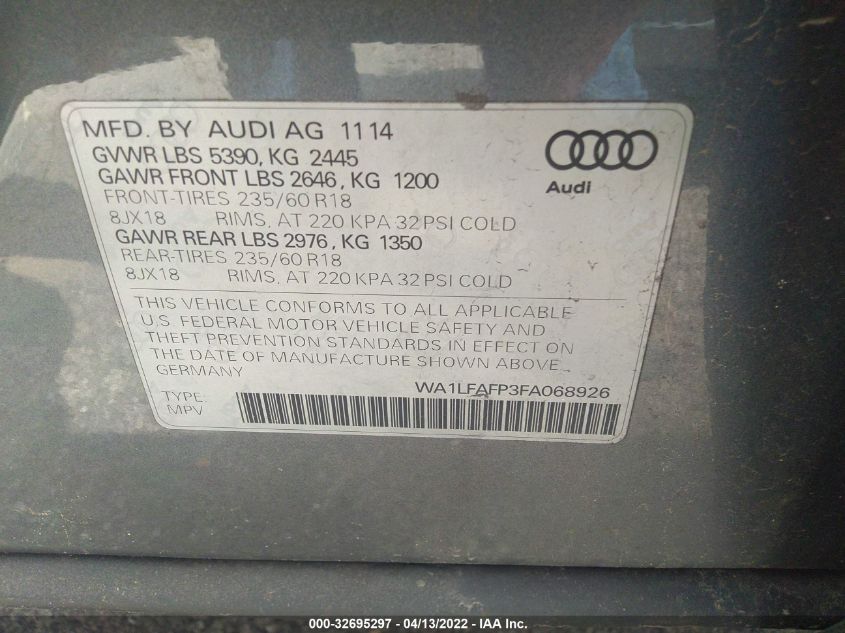 MFD. BY AUDI AG 11 14
GVWR LBS 5390, KG 2445
GAWR FRONT LBS 2646, KG 1200
FRONT-TIRES 235/60 R18
8JX18 RIMS, AT 220 KPA 32 PSI COLD
GAWR REAR LBS 2976, KG 1350
REAR-TIRES 235/60 R18
8JX18 RIMS, AT 220 KPA 32 PSI COLD
Audi
THIS VEHICLE CONFORMS TO ALL APPLICABLE
U.S. FEDERAL MOTOR VEHICLE SAFETY AND
THEFT PREVENTION STANDARDS IN EFFECT ON
THE DATE OF MANUFACTURE SHOWN ABOVE.
GERMANY
WA1LFAFP3FA068926
TYPE:
MPV
000-32695297 - 04/13/2022 - IAA Inc.